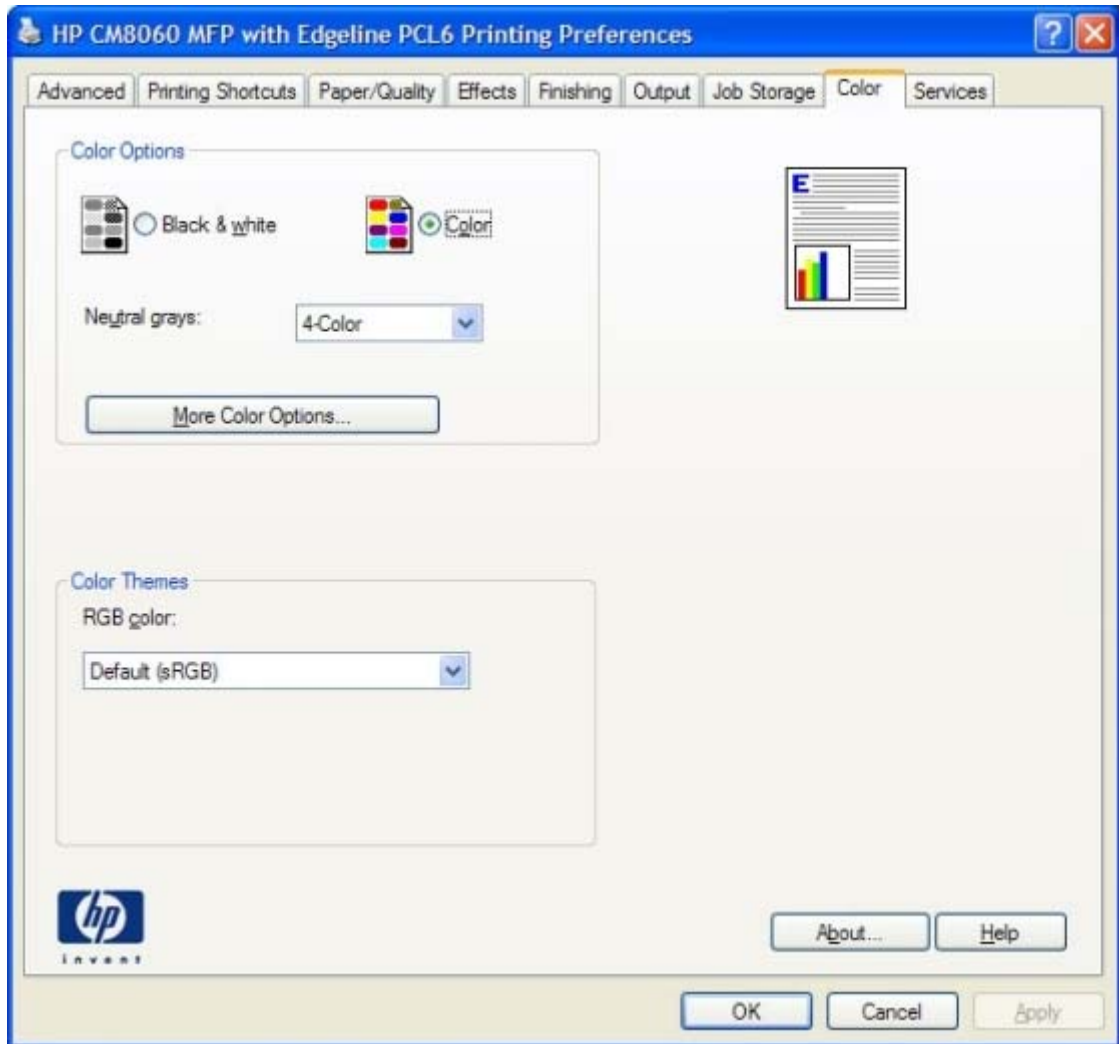 HP CM8060 MFP with Edgeline PCL6 Printing Preferences
?
Advanced Printing Shortcuts Paper/Quality Effects Finishing Output Job Storage Color Services
Color Options
Black & white Color
E
Neutral grays: 4-Color
More Color Options...
Color Themes
RGB color:
Default (sRGB)
hp
invent
About... Help
OK Cancel Apply